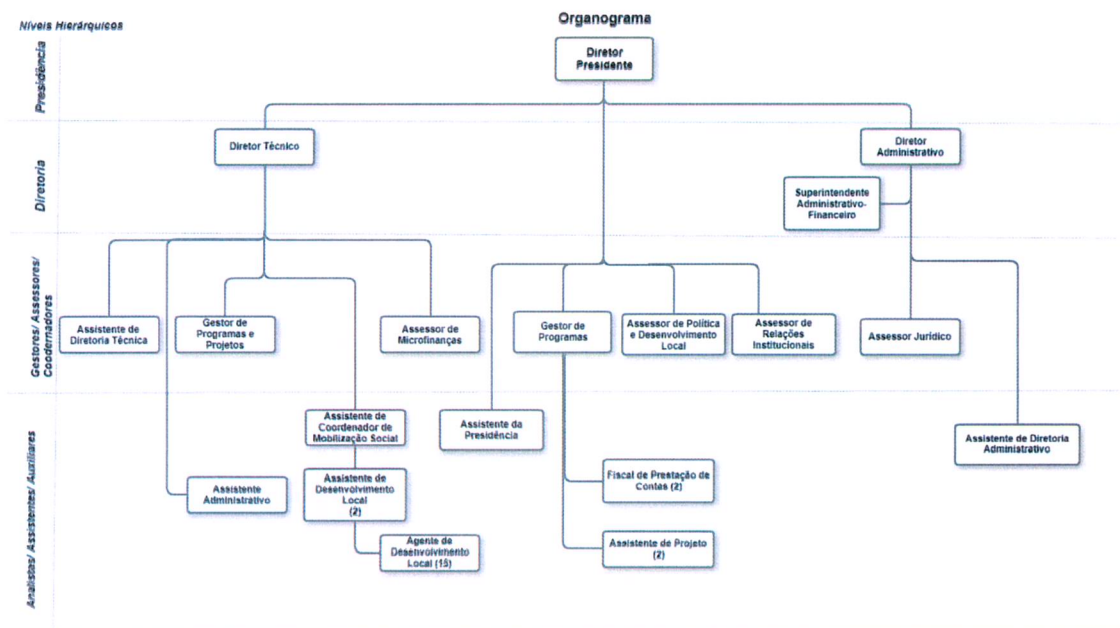 Níveis Hierárquicos
Organograma
Presidência
Diretor
Presidente
Diretoria
Diretor Técnico
Diretor
Administrativo
Superintendente
Administrativo-
Financeiro
Gestores/ Assessores/
Coodernadores
Assistente de
Diretoria Técnica
Gestor de
Programas e
Projetos
Assessor de
Microfinanças
Gestor de
Programas
Assessor de Política
e Desenvolvimento
Local
Assessor de
Relações
Institucionais
Assessor Jurídico
Analistas/ Assistentes/ Auxiliares
Assistente de
Coordenador de
Mobilização Social
Assistente da
Presidência
Assistente de Diretoria
Administrativo
Assistente
Administrativo
Assistente de
Desenvolvimento
Local
(2)
Fiscal de Prestação de
Contas (2)
Agente de
Desenvolvimento
Local (15)
Assistente de Projeto
(2)